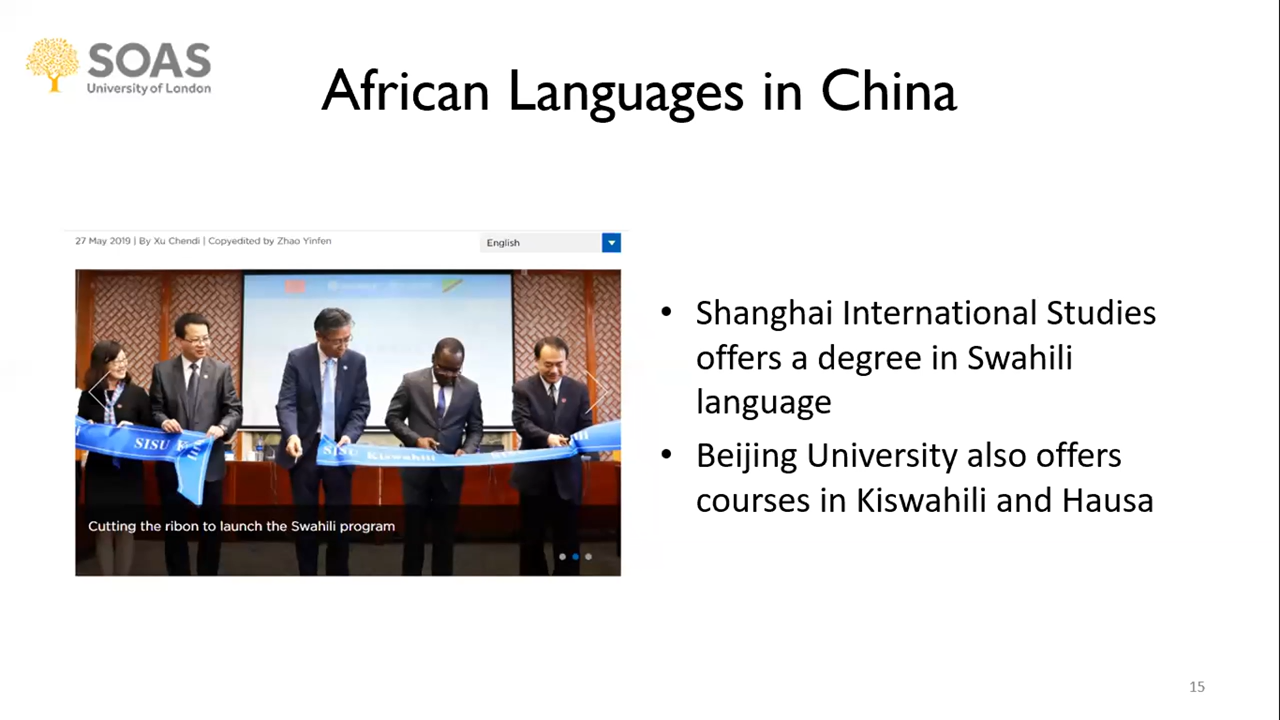 SOAS
University of London
African Languages in China
27 May 2019 | By Xu Chendi | Copyedited by Zhao Yinfen
English
SISU K
SISU Kiswahili
Cutting the ribon to launch the Swahili program
• Shanghai International Studies
offers a degree in Swahili
language
• Beijing University also offers
courses in Kiswahili and Hausa
15